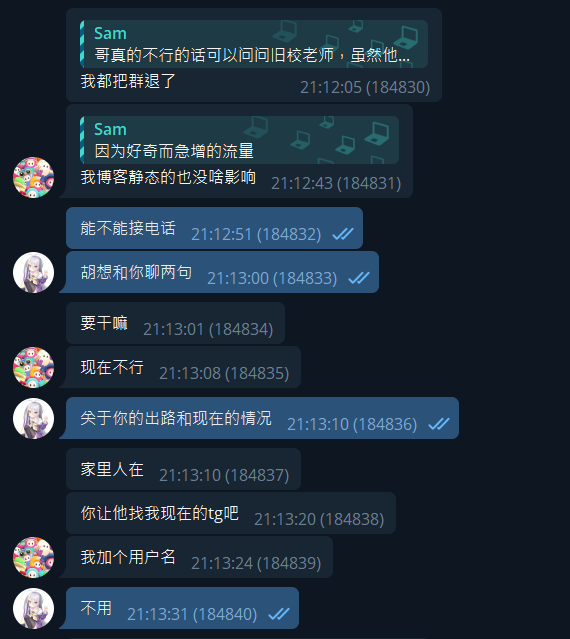 Sam
哥真的不行的话可以问问旧校老师，虽然他...
我都把群退了 21:12:05 (184830)
Sam
因为好奇而急增的流量
我博客静态的也没啥影响 21:12:43 (184831)
能不能接电话 21:12:51 (184832)
胡想和你聊两句 21:13:00 (184833)
要干嘛 21:13:01 (184834)
现在不行 21:13:08 (184835)
关于你的出路和现在的情况 21:13:10 (184836)
家里人在 21:13:10 (184837)
你让他找我现在的tg吧 21:13:20 (184838)
我加个用户名 21:13:24 (184839)
不用 21:13:31 (184840)